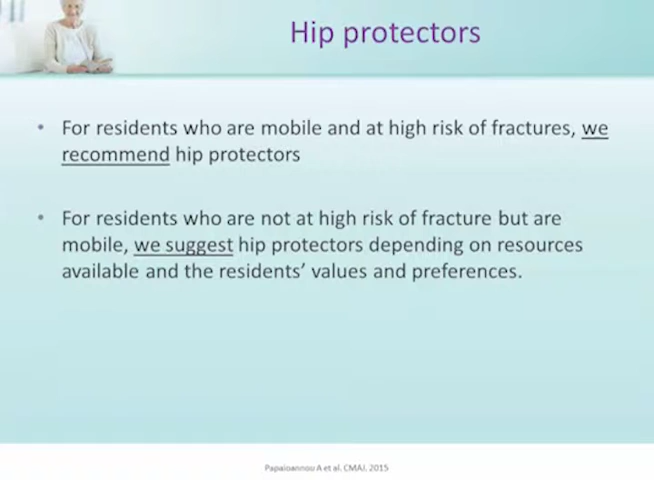 Hip protectors
• For residents who are mobile and at high risk of fractures, we
recommend hip protectors
• For residents who are not at high risk of fracture but are
mobile, we suggest hip protectors depending on resources
available and the residents’ values and preferences.
Papaioannou A et al. CMAJ. 2015